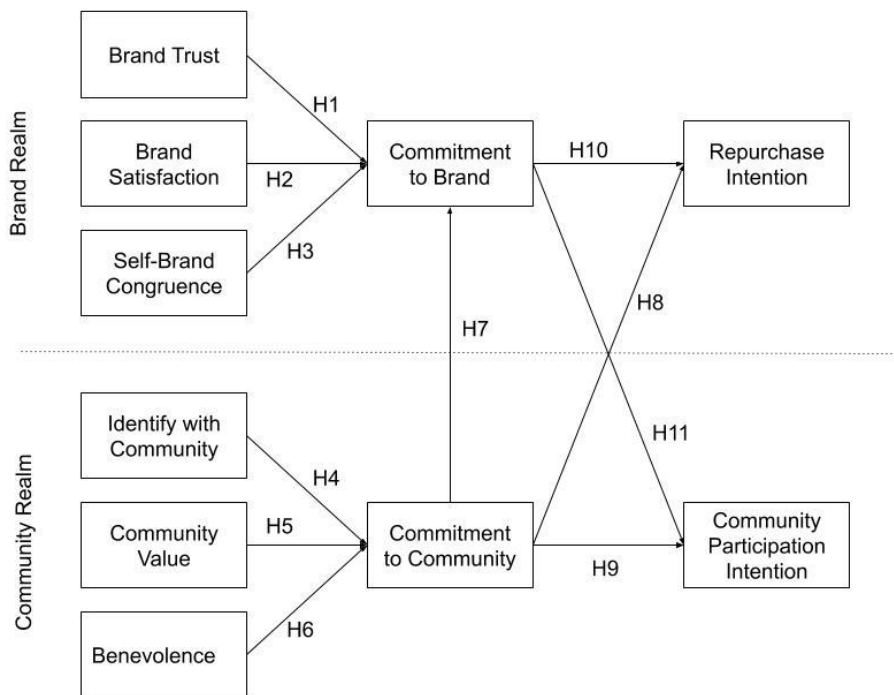 Brand Realm
Brand Trust
H1
Brand
Satisfaction
H2
Self-Brand
Congruence
H3
Commitment
to Brand
H10
Repurchase
Intention
H7
H8
H11
Community Realm
Identify with
Community
H4
Community
Value
H5
Benevolence
H6
Commitment
to Community
H9
Community
Participation
Intention